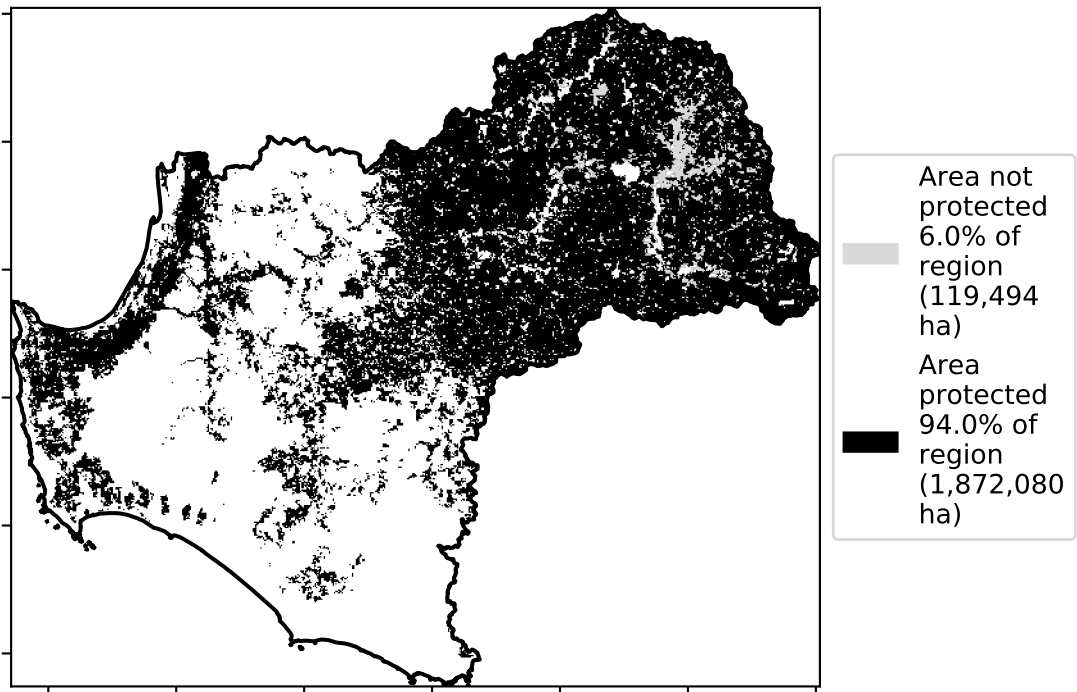 Area not
protected
6.0% of
region
(119,494
ha)
Area
protected
94.0% of
region
(1,872,080
ha)